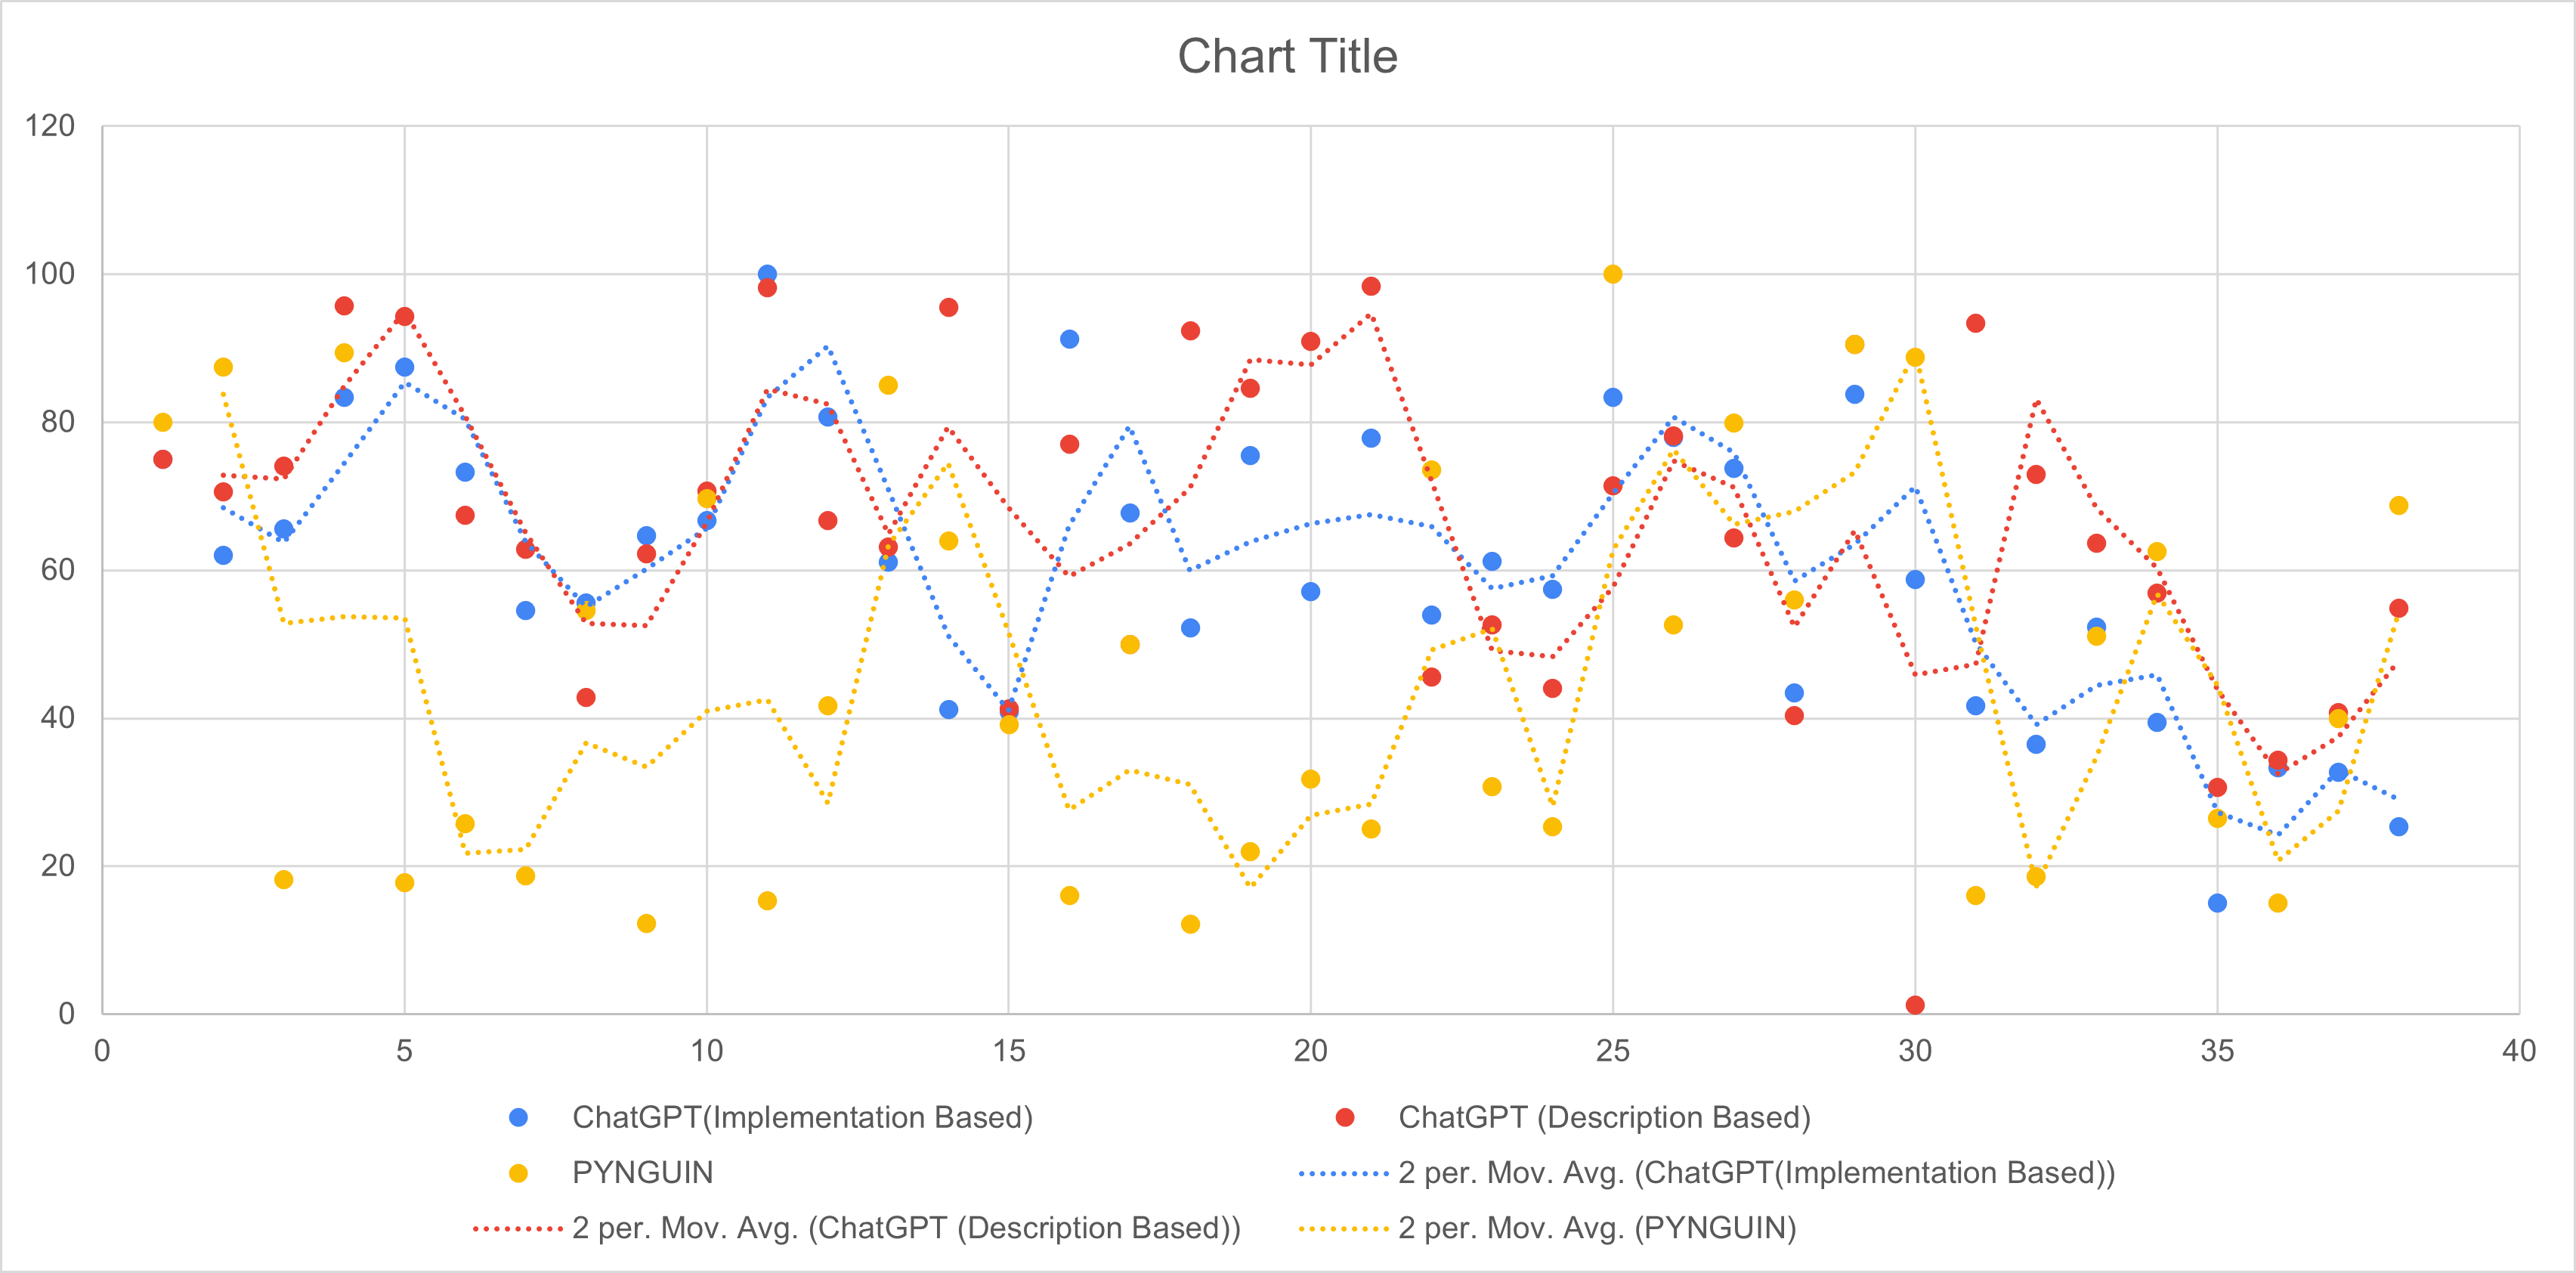 Chart Title
120
100
80
60
40
20
0
0 5 10 15 20 25 30 35 40
ChatGPT(Implementation Based) ChatGPT (Description Based)
PYNGUIN 2 per. Mov. Avg. (ChatGPT(Implementation Based))
2 per. Mov. Avg. (ChatGPT (Description Based)) 2 per. Mov. Avg. (PYNGUIN)